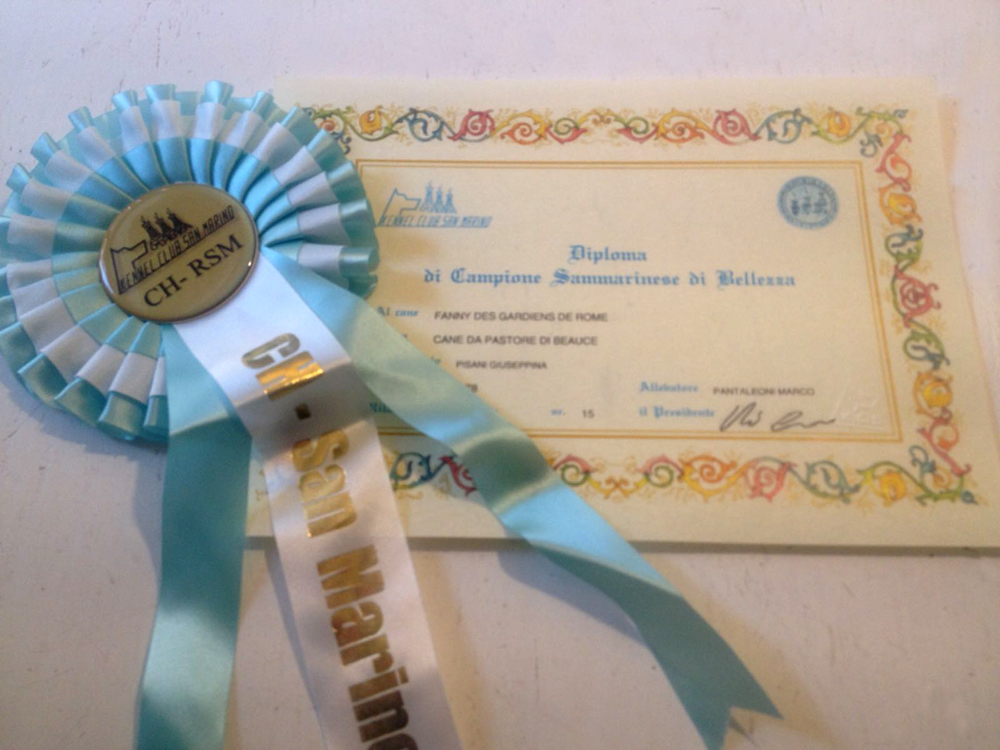 KENNEL CLUB SAN MARINO
CH- RSM
CH - San Marino
KENNEL CLUB SAN MARINO
Diploma
di Campione Sammarinese di Bellezza
Al cane FANNY DES GARDIENS DE ROME
CANE DA PASTORE DI BEAUCE
PISANI GIUSEPPINA
Allevatore PANTALEONI MARCO
nr. 15 il Presidente